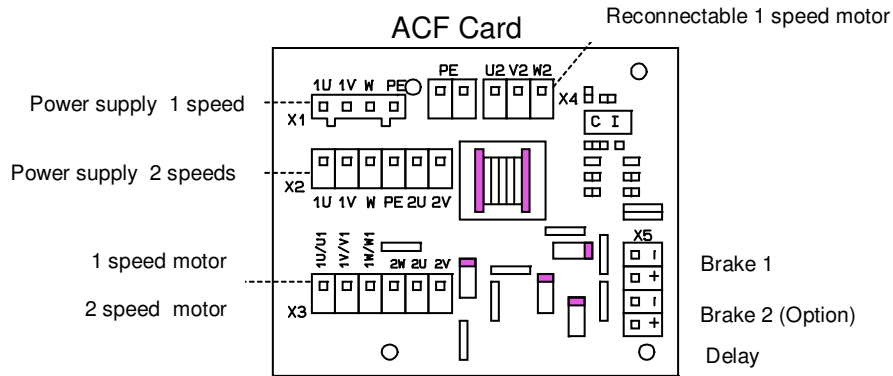 Reconnectable 1 speed motor
ACF Card
PE
U2 V2 W2
1U 1V W PE
X4
Power supply 1 speed
X1
C I
Power supply 2 speeds
X2
1U 1V W PE 2U 2V
X5
1U/U1 1V/V1 1W/W1 2W 2U 2V
1 speed motor
2 speed motor
X3
-
+
-
+
Brake 1
Brake 2 (Option)
Delay